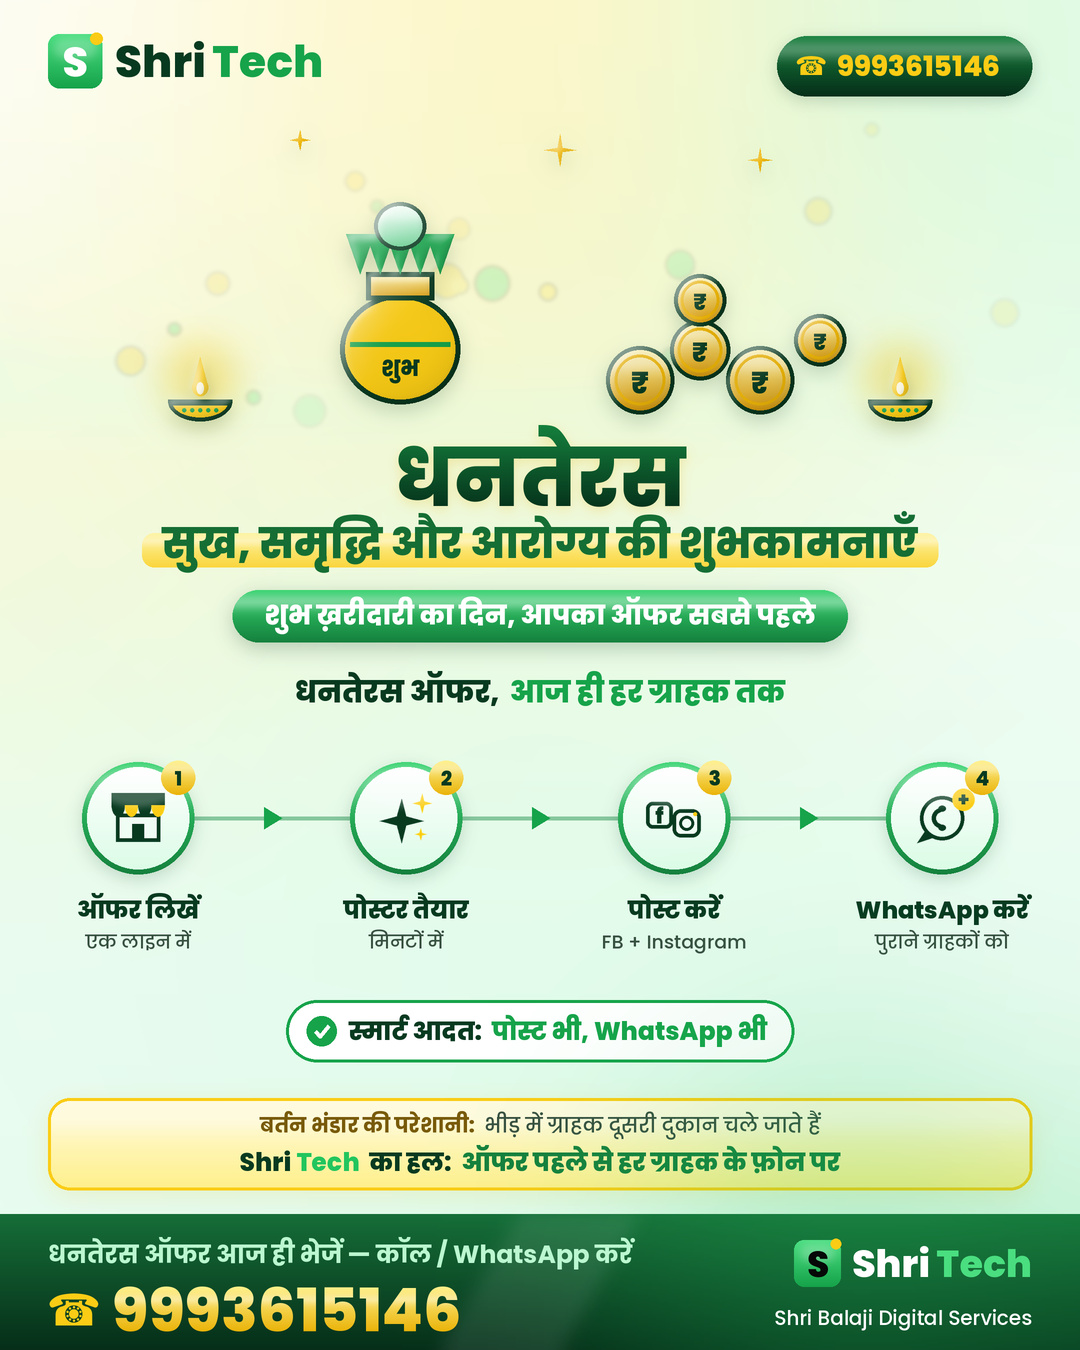 S Shri Tech
☎ 9993615146
शुभ
₹
₹
₹
₹
₹
धनतेरस
सुख, समृद्धि और आरोग्य की शुभकामनाएँ
शुभ ख़रीदारी का दिन, आपका ऑफर सबसे पहले
धनतेरस ऑफर, आज ही हर ग्राहक तक
1
2
3
4
ऑफर लिखें
एक लाइन में
पोस्टर तैयार
मिनटों में
पोस्ट करें
FB + Instagram
WhatsApp करें
पुराने ग्राहकों को
स्मार्ट आदत: पोस्ट भी, WhatsApp भी
बर्तन भंडार की परेशानी: भीड़ में ग्राहक दूसरी दुकान चले जाते हैं
Shri Tech का हल: ऑफर पहले से हर ग्राहक के फ़ोन पर
धनतेरस ऑफर आज ही भेजें — कॉल / WhatsApp करें
☎ 9993615146
S Shri Tech
Shri Balaji Digital Services